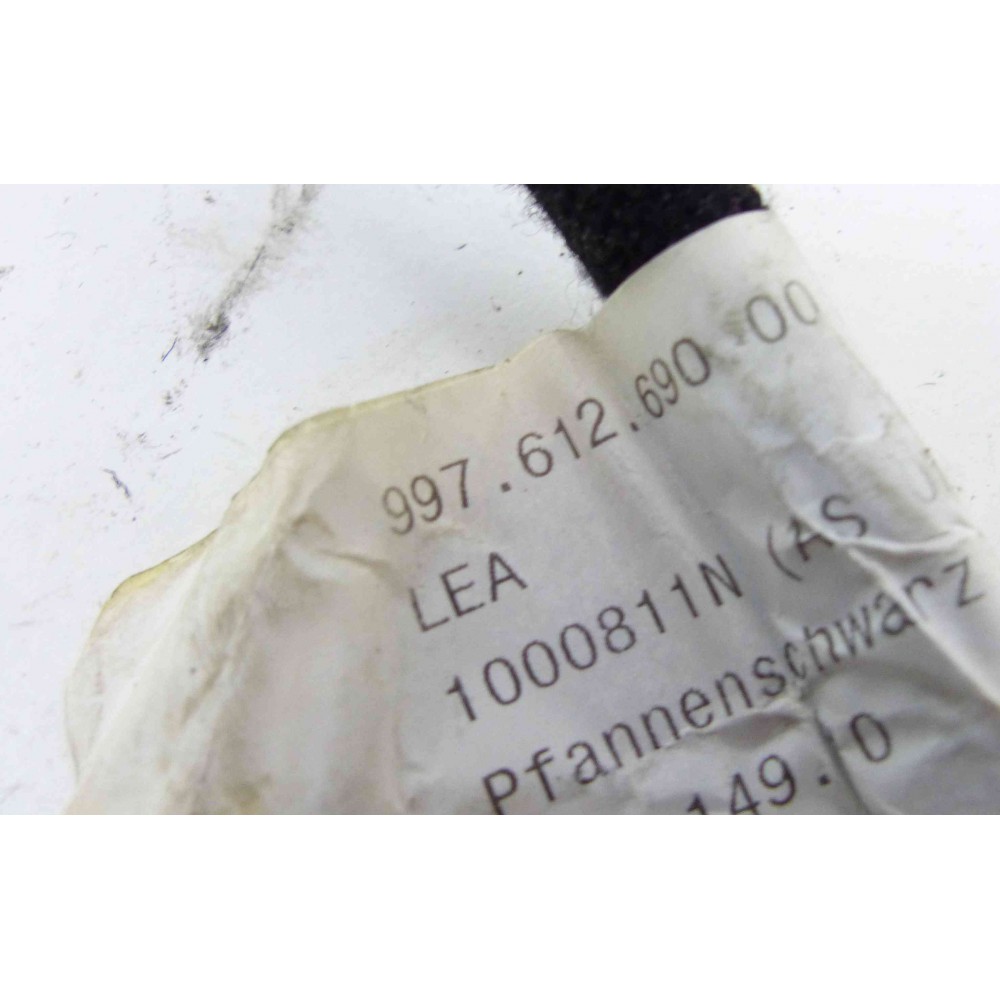 997.612.690.00
LEA
1000811N (AS
Pfannenschwarz
149.0